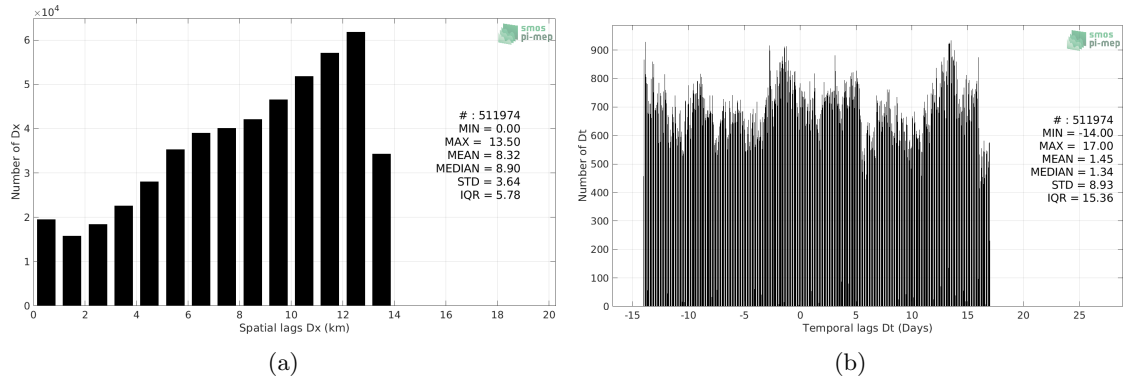 ×10⁴
6
5
4
3
2
1
0
Number of Dx
0 2 4 6 8 10 12 14 16 18 20
Spatial lags Dx (km)
smos
pi-mep
# : 511974
MIN = 0.00
MAX = 13.50
MEAN = 8.32
MEDIAN = 8.90
STD = 3.64
IQR = 5.78
(a)
900
800
700
600
500
400
300
200
100
0
Number of Dt
-15 -10 -5 0 5 10 15 20 25
Temporal lags Dt (Days)
smos
pi-mep
# : 511974
MIN = -14.00
MAX = 17.00
MEAN = 1.45
MEDIAN = 1.34
STD = 8.93
IQR = 15.36
(b)